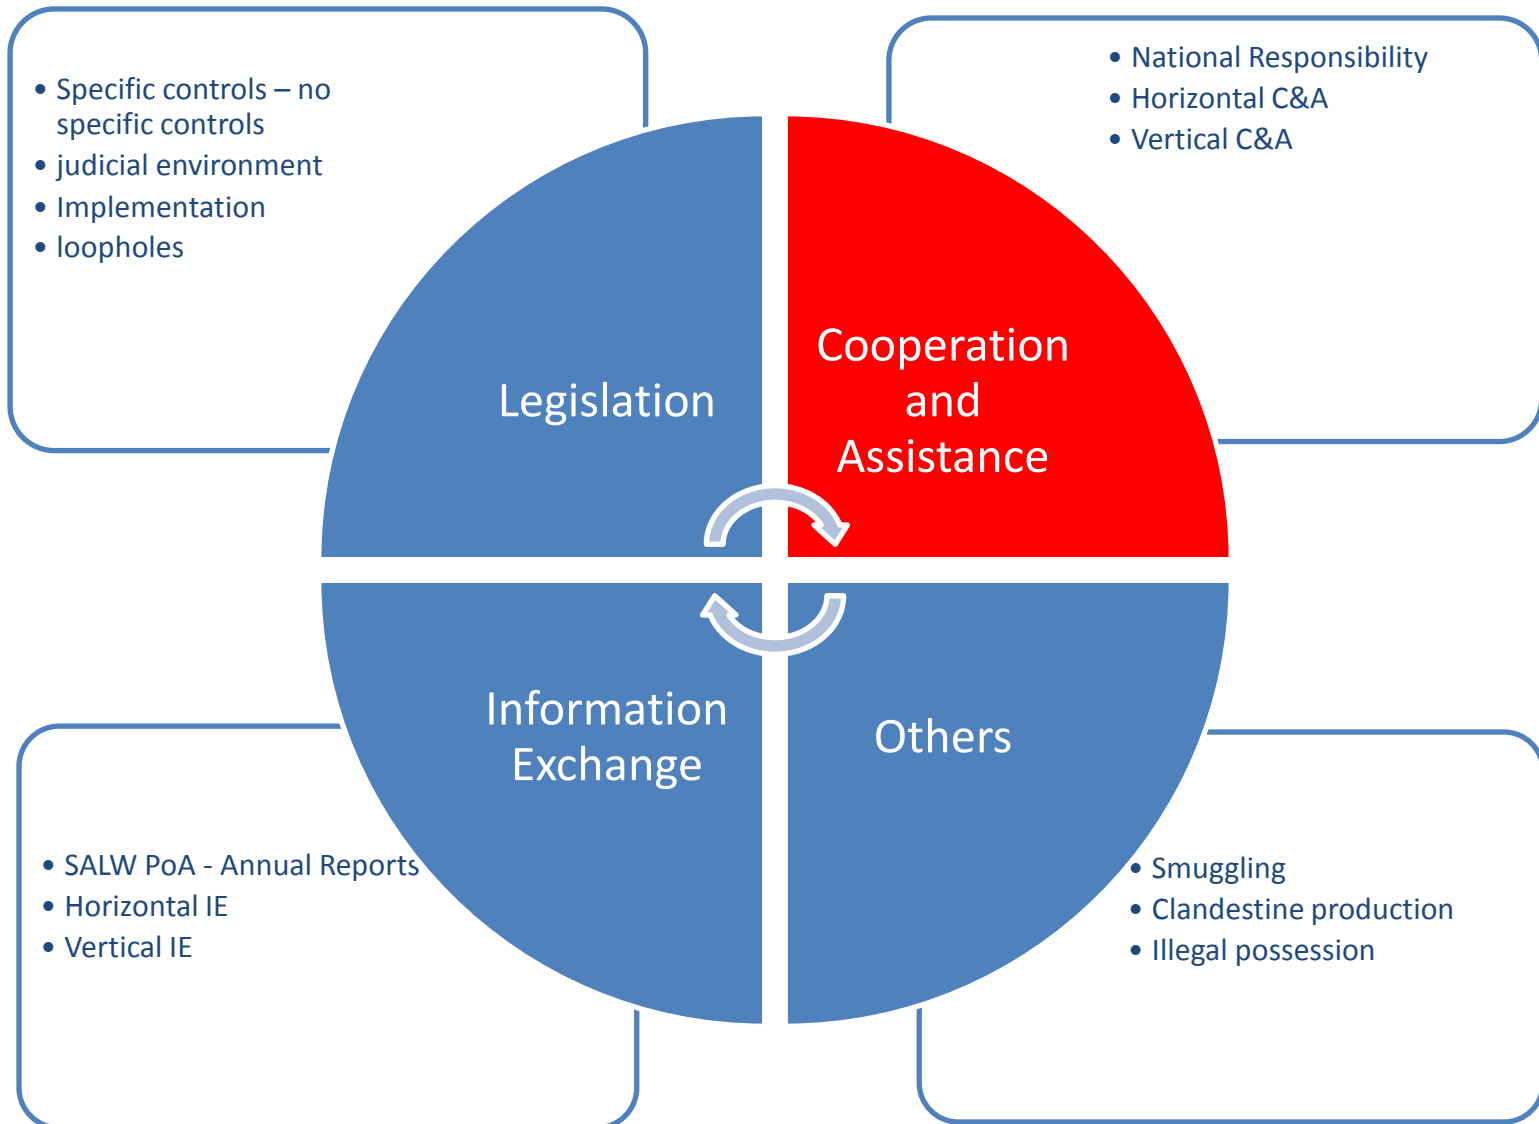 • Specific controls – no
specific controls
• judicial environment
• Implementation
• loopholes
• National Responsibility
• Horizontal C&A
• Vertical C&A
Legislation
Cooperation
and
Assistance
Information
Exchange
Others
• SALW PoA - Annual Reports
• Horizontal IE
• Vertical IE
• Smuggling
• Clandestine production
• Illegal possession